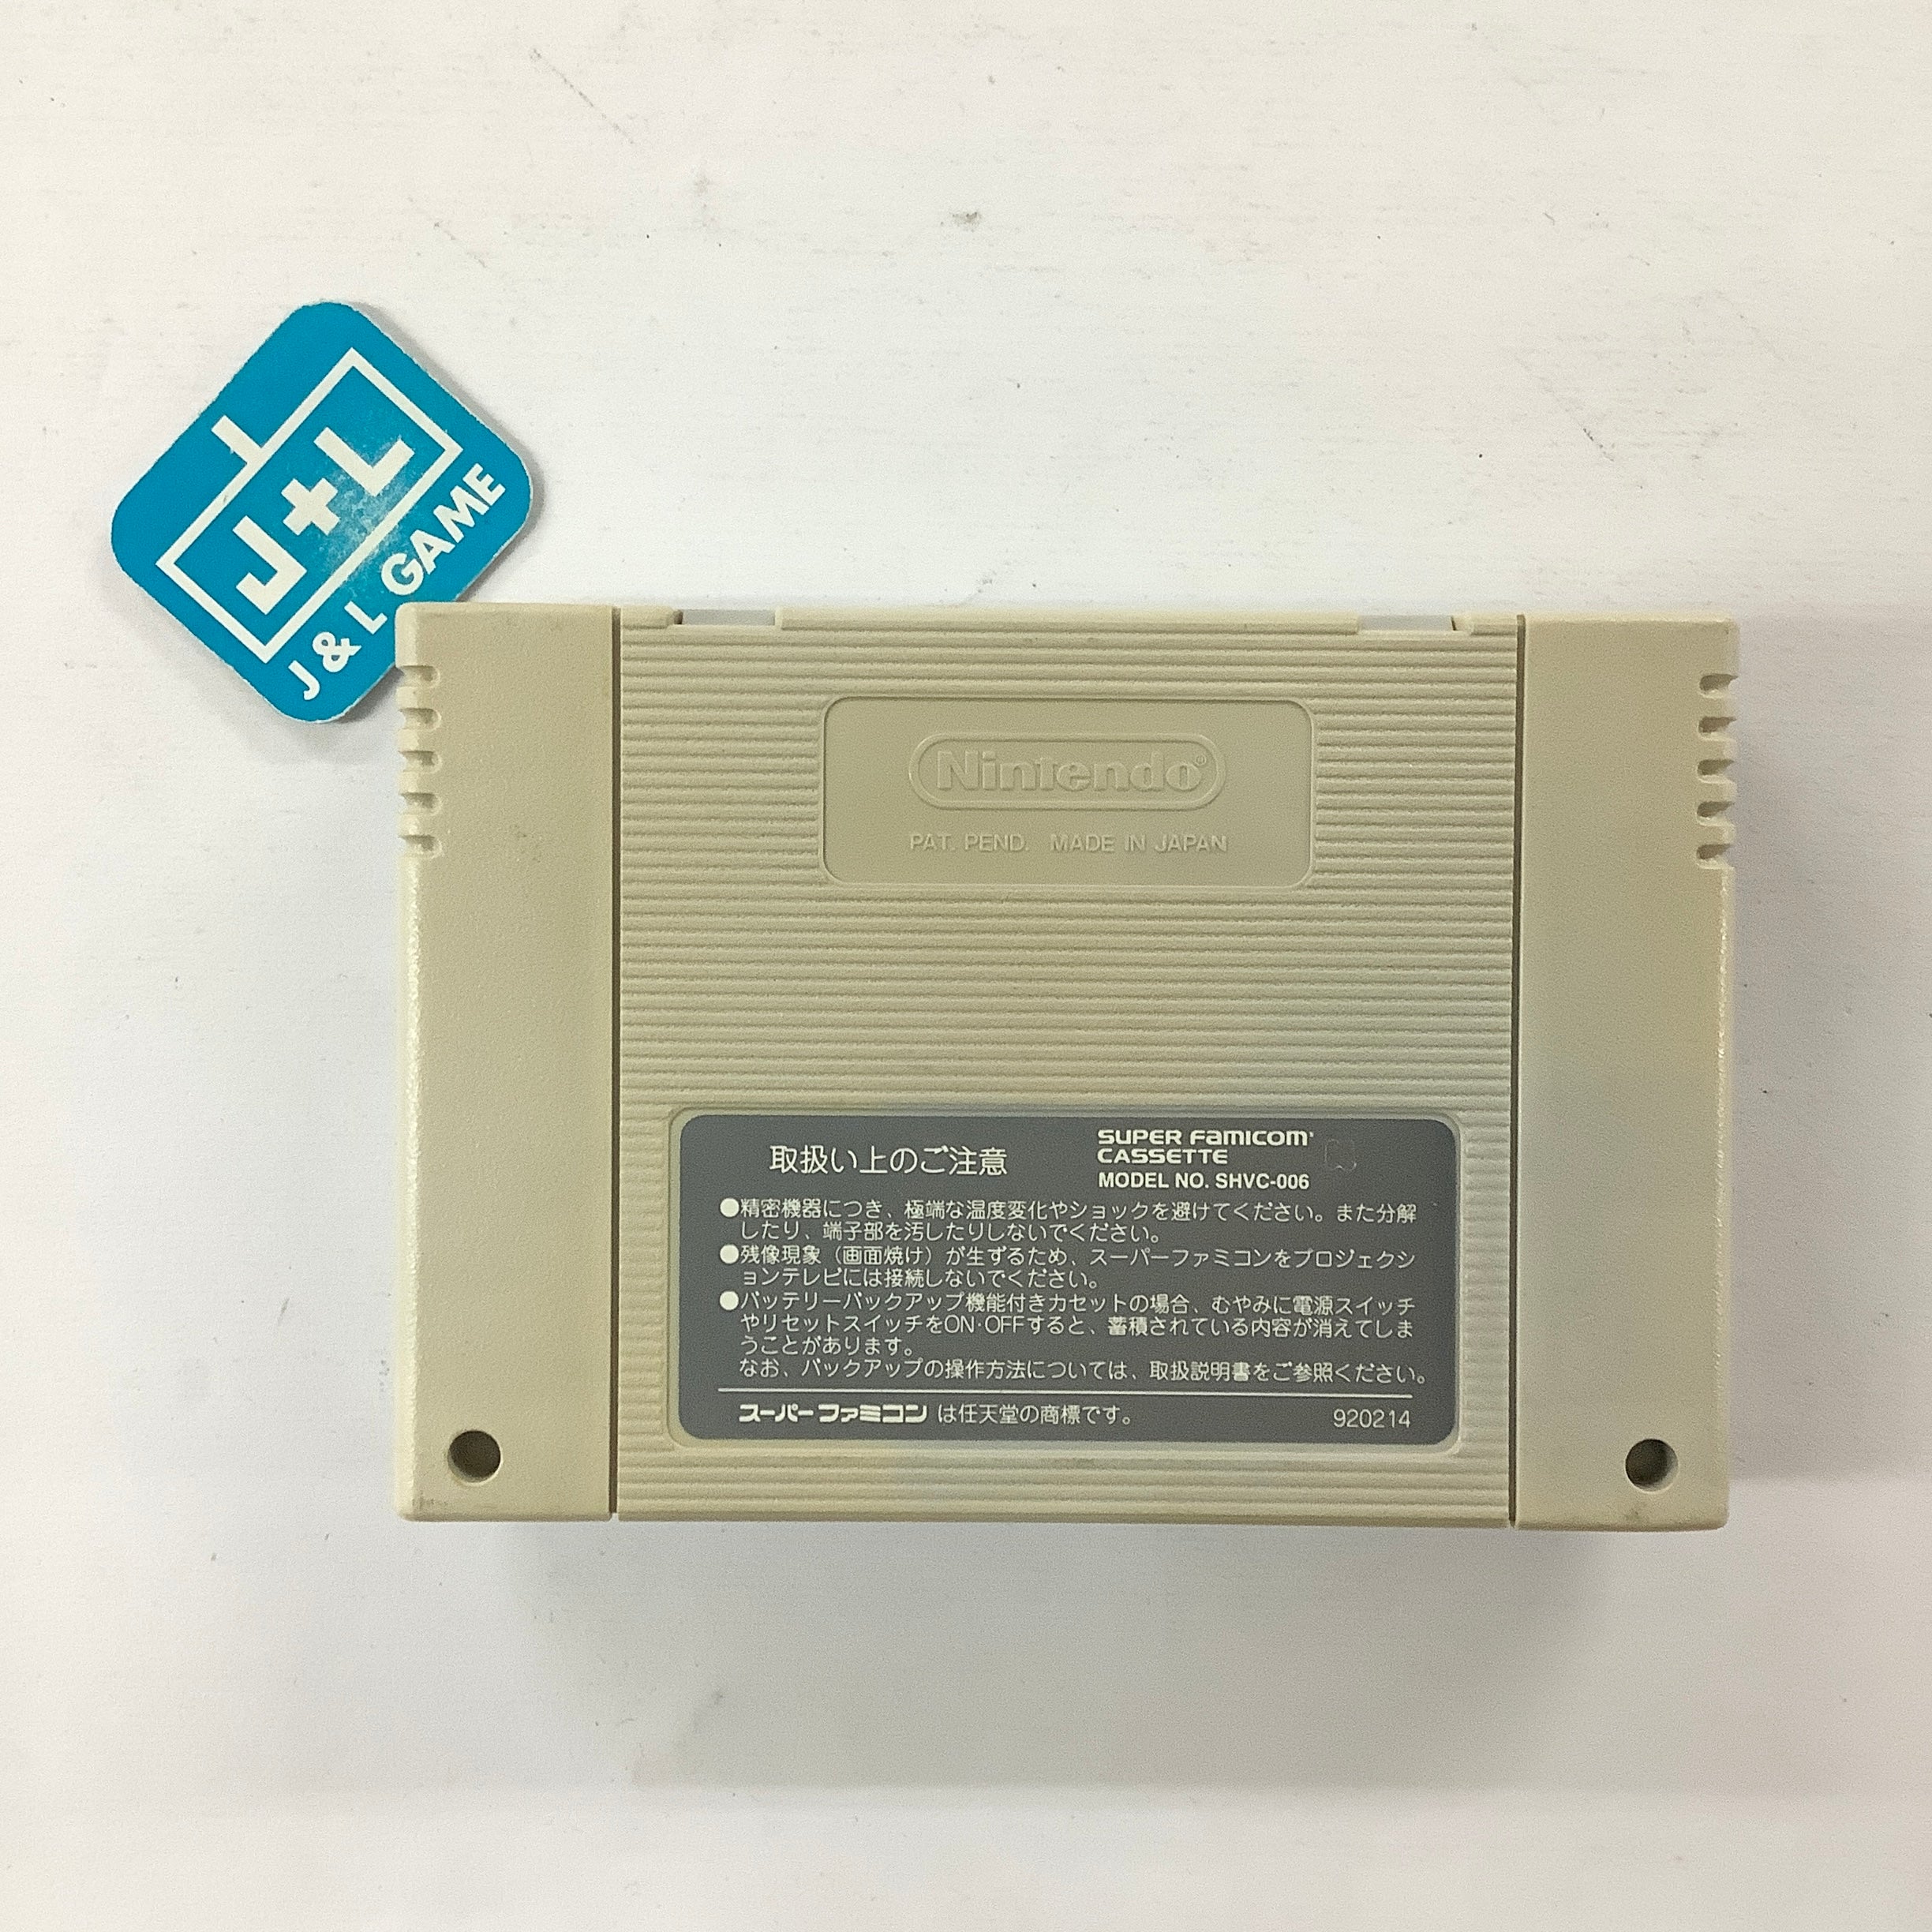 J+L
J & L GAME
Nintendo®
PAT. PEND. MADE IN JAPAN
取扱い上のご注意
SUPER FAMICOM
CASSETTE
MODEL NO. SHVC-006
●精密機器につき、極端な温度変化やショックを避けてください。また分解
したり、端子部を汚したりしないでください。
●残像現象（画面焼け）が生ずるため、スーパーファミコンをプロジェクシ
ョンテレビには接続しないでください。
●バッテリーバックアップ機能付きカセットの場合、むやみに電源スイッチ
やリセットスイッチをON·OFFすると、蓄積されている内容が消えてしま
うことがあります。
なお、バックアップの操作方法については、取扱説明書をご参照ください。
スーパーファミコン は任天堂の商標です。
920214